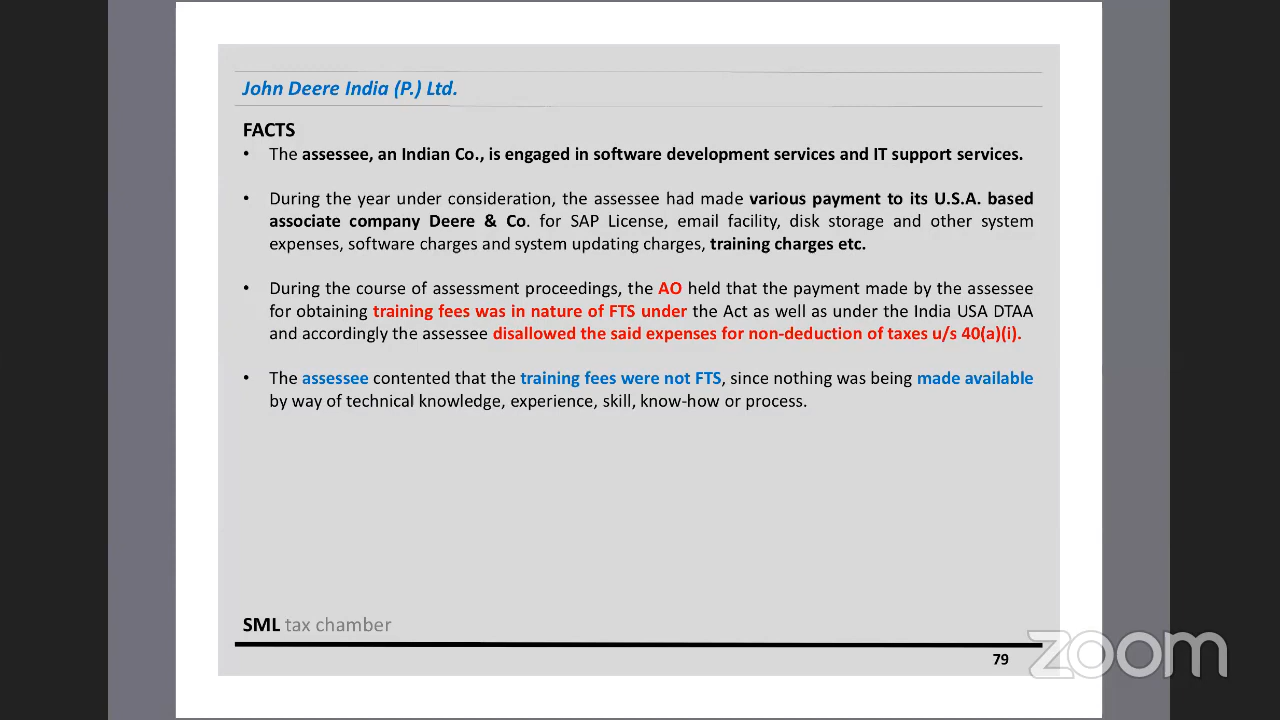 John Deere India (P.) Ltd.
FACTS
• The assessee, an Indian Co., is engaged in software development services and IT support services.
• During the year under consideration, the assessee had made various payment to its U.S.A. based
associate company Deere & Co. for SAP License, email facility, disk storage and other system
expenses, software charges and system updating charges, training charges etc.
• During the course of assessment proceedings, the AO held that the payment made by the assessee
for obtaining training fees was in nature of FTS under the Act as well as under the India USA DTAA
and accordingly the assessee disallowed the said expenses for non-deduction of taxes u/s 40(a)(i).
• The assessee contented that the training fees were not FTS, since nothing was being made available
by way of technical knowledge, experience, skill, know-how or process.
SML tax chamber
79
zoom